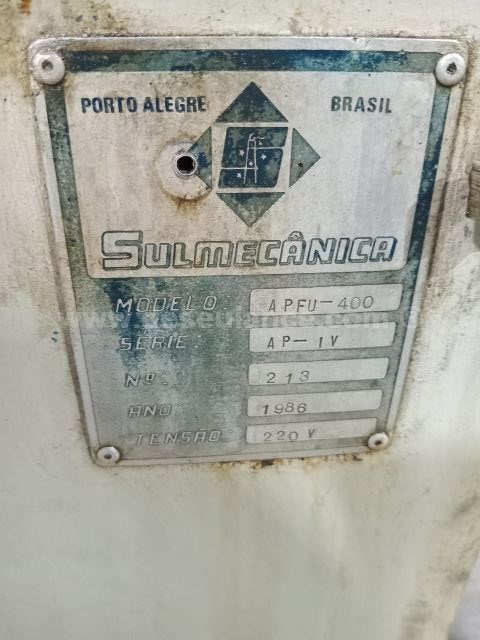 PORTO ALEGRE BRASIL
SULMECÂNICA
MODELO: APFU-400
SÉRIE: AP-IV
Nº: 213
ANO 1986
TENSÃO 220 V